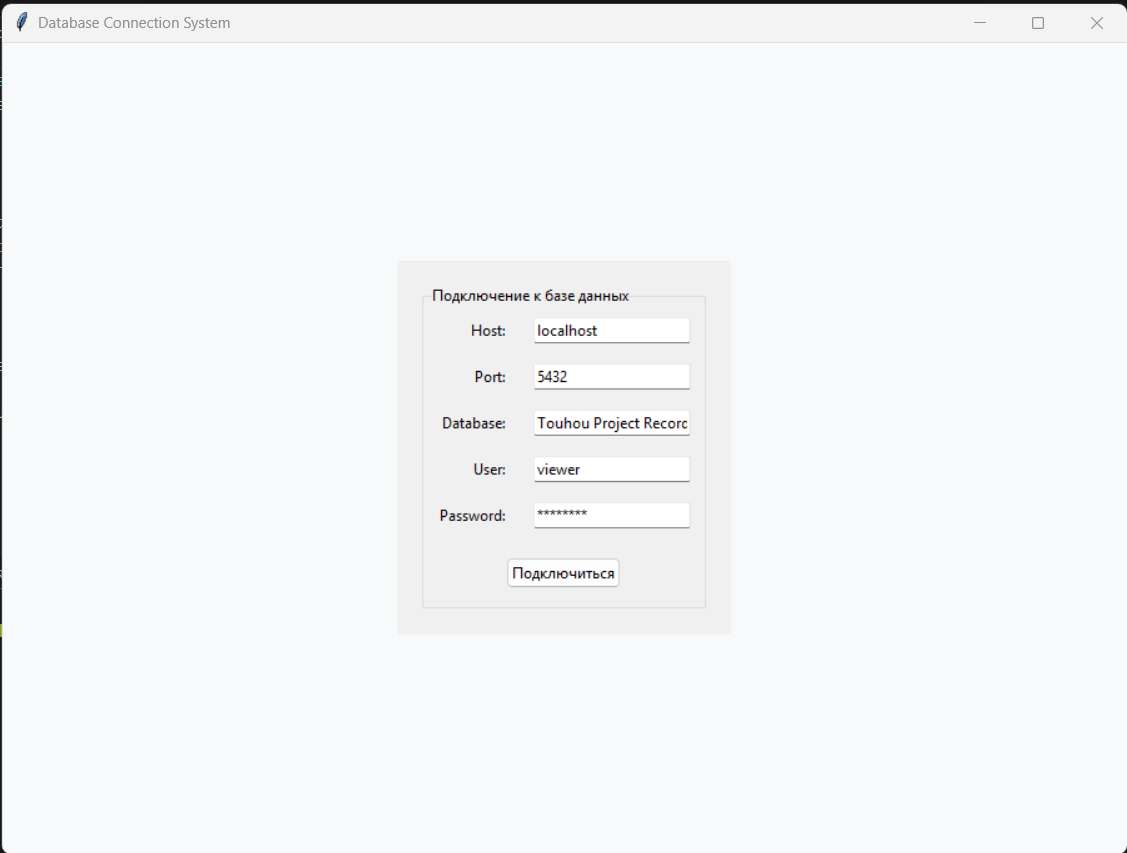 Database Connection System
Подключение к базе данных
Host: localhost
Port: 5432
Database: Touhou Project Record
User: viewer
Password: ********
Подключиться